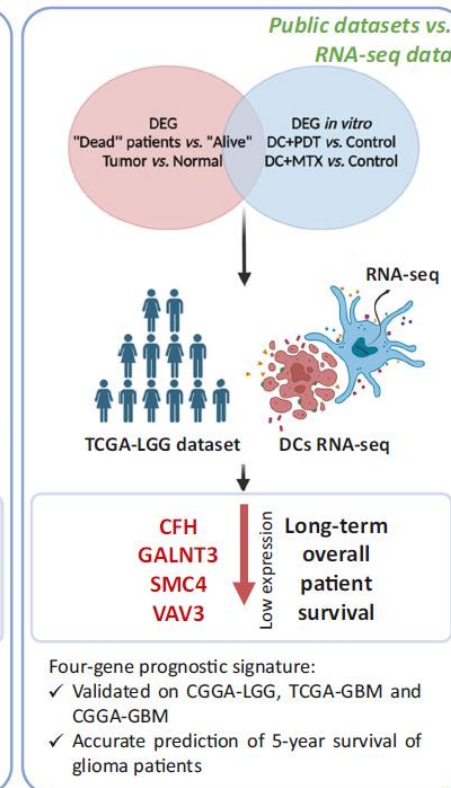 Public datasets vs.
RNA-seq data
DEG
"Dead" patients vs. "Alive"
Tumor vs. Normal
DEG in vitro
DC+PDT vs. Control
DC+MTX vs. Control
RNA-seq
TCGA-LGG dataset
DCs RNA-seq
CFH
GALNT3
SMC4
VAV3
Low expression
Long-term
overall
patient
survival
Four-gene prognostic signature:
✓ Validated on CGGA-LGG, TCGA-GBM and
CGGA-GBM
✓ Accurate prediction of 5-year survival of
glioma patients